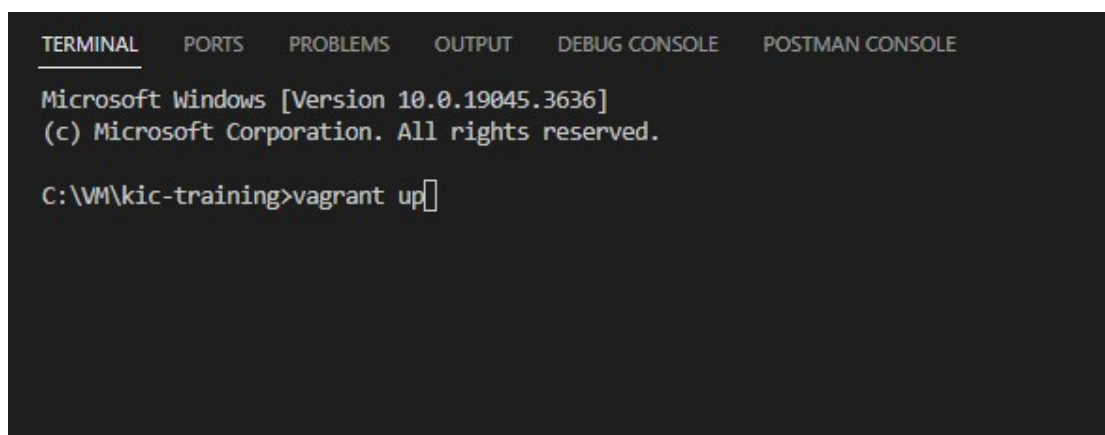 TERMINAL PORTS PROBLEMS OUTPUT DEBUG CONSOLE POSTMAN CONSOLE
Microsoft Windows [Version 10.0.19045.3636]
(c) Microsoft Corporation. All rights reserved.
C:\VM\kic-training>vagrant up